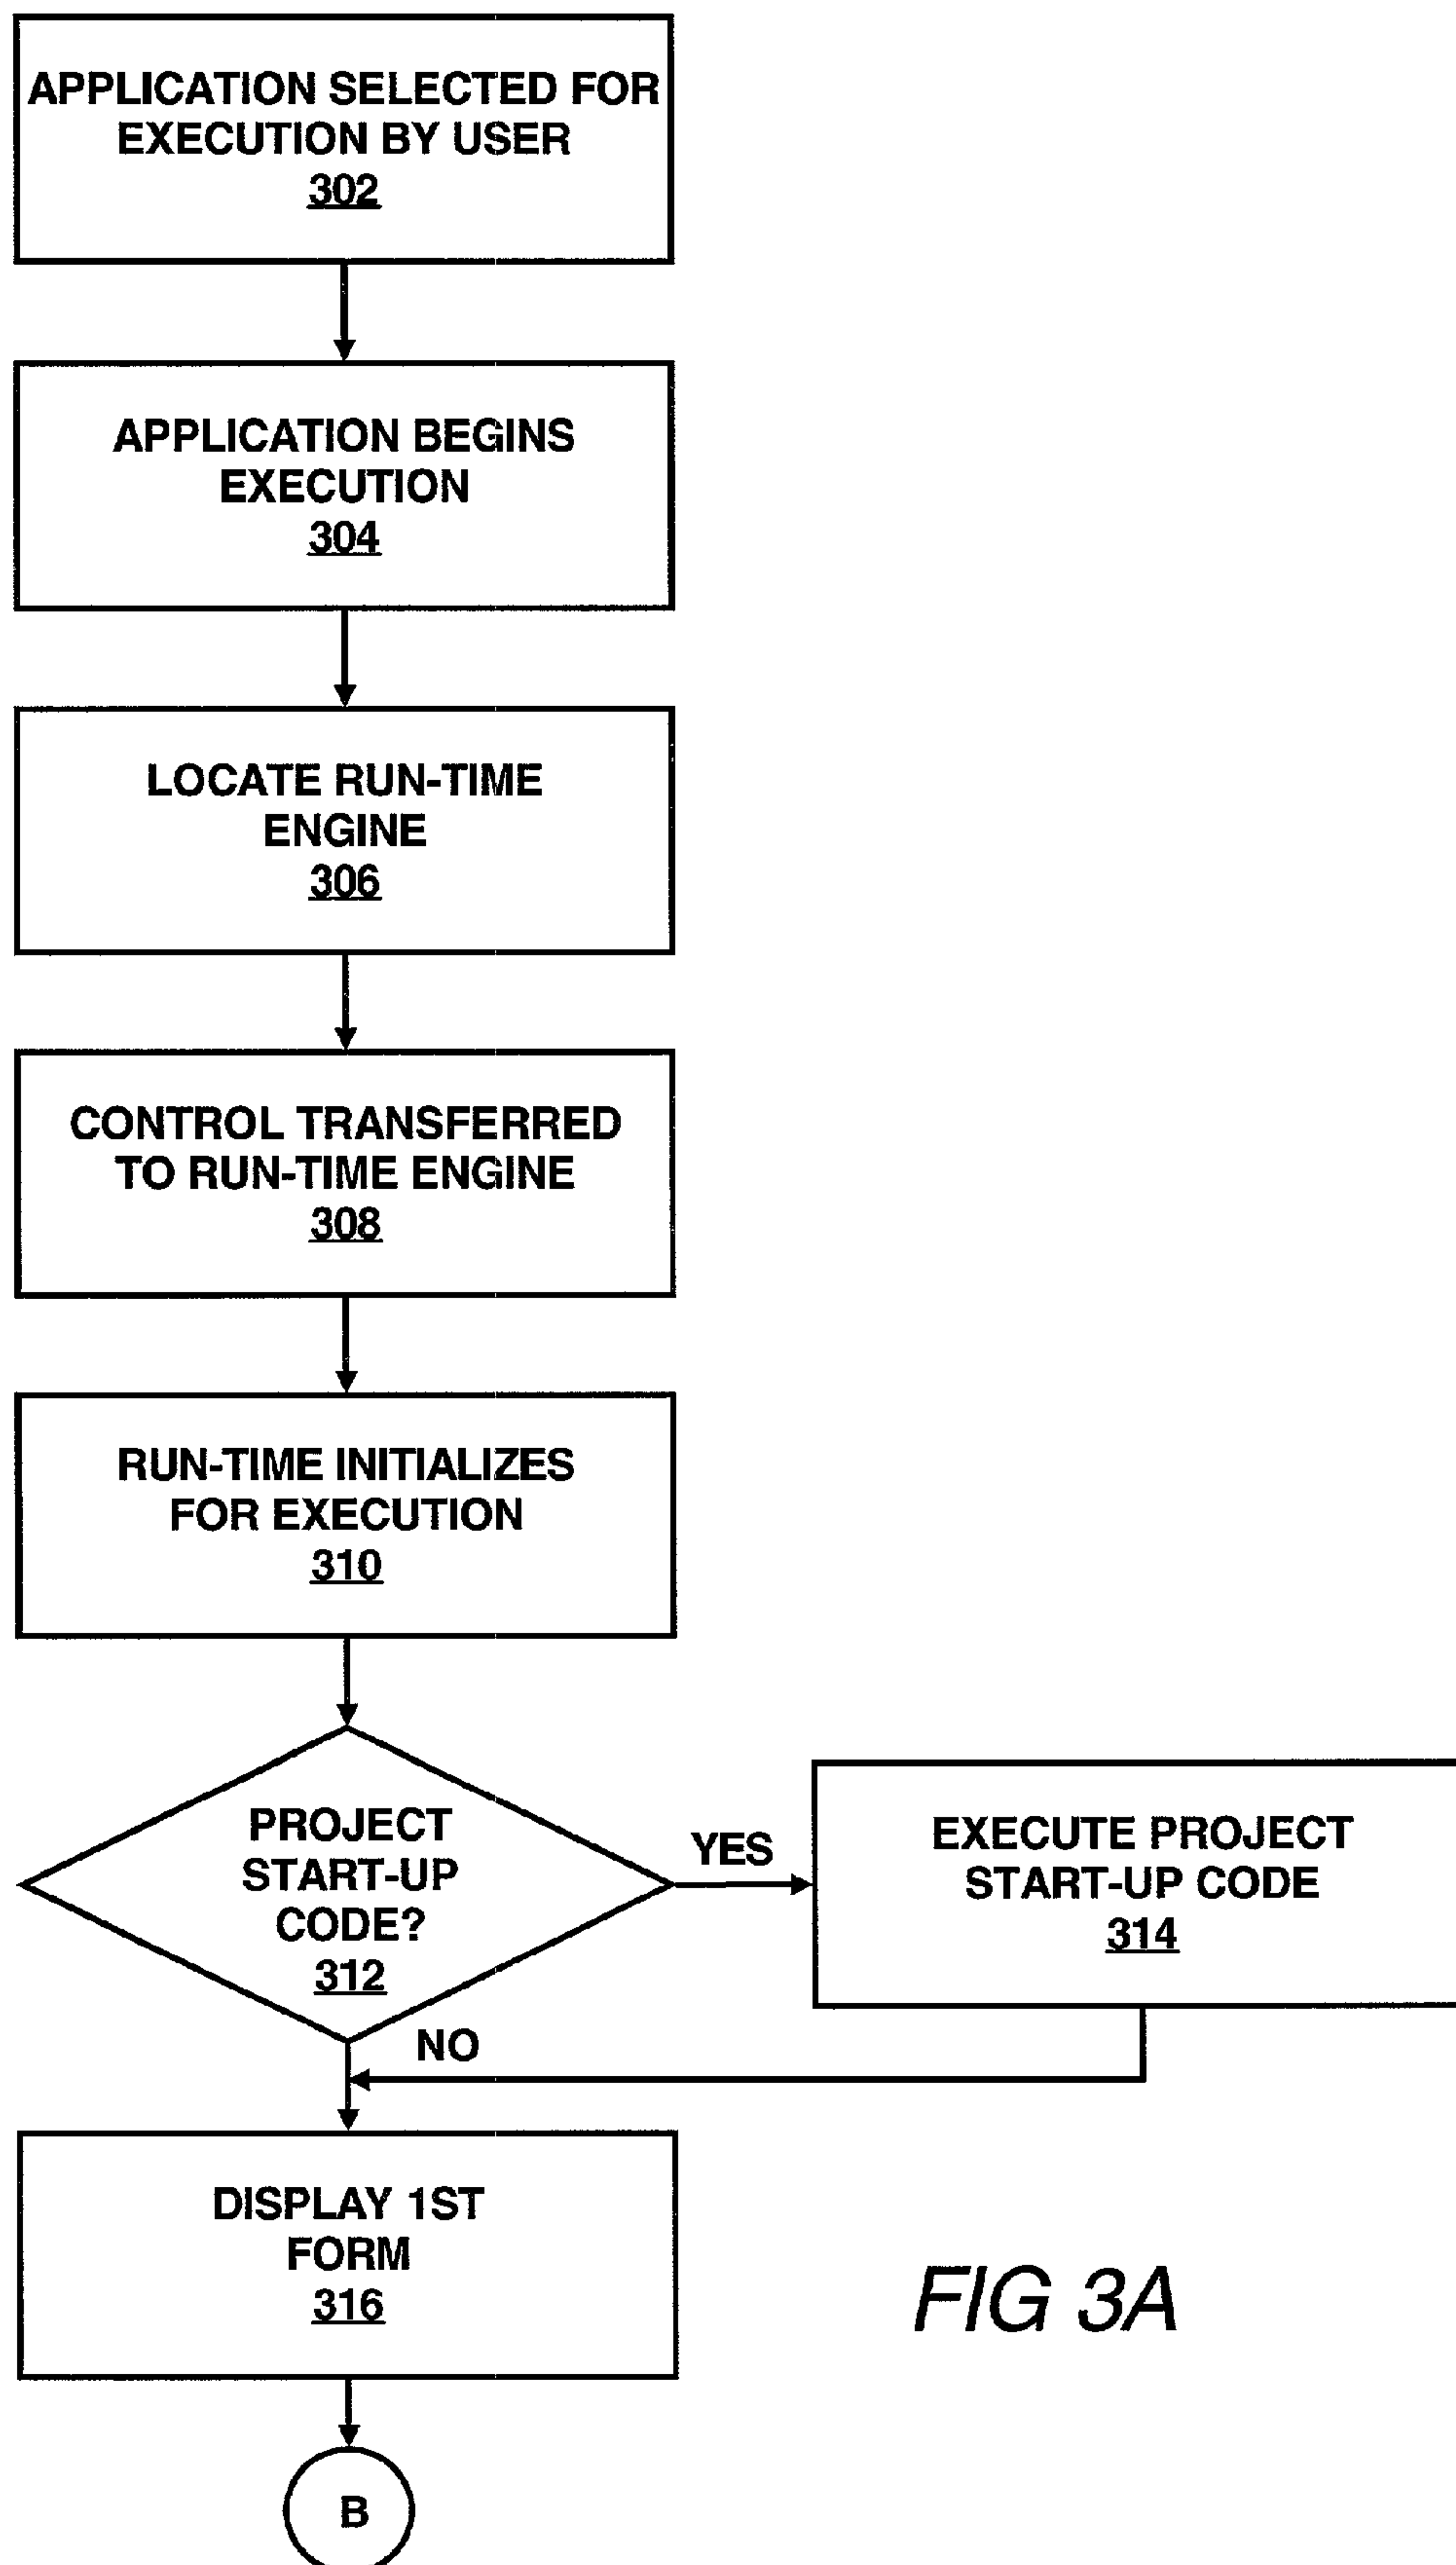 APPLICATION SELECTED FOR
EXECUTION BY USER
302
APPLICATION BEGINS
EXECUTION
304
LOCATE RUN-TIME
ENGINE
306
CONTROL TRANSFERRED
TO RUN-TIME ENGINE
308
RUN-TIME INITIALIZES
FOR EXECUTION
310
PROJECT
START-UP
CODE?
312
YES
EXECUTE PROJECT
START-UP CODE
314
NO
DISPLAY 1ST
FORM
316
FIG 3A
B